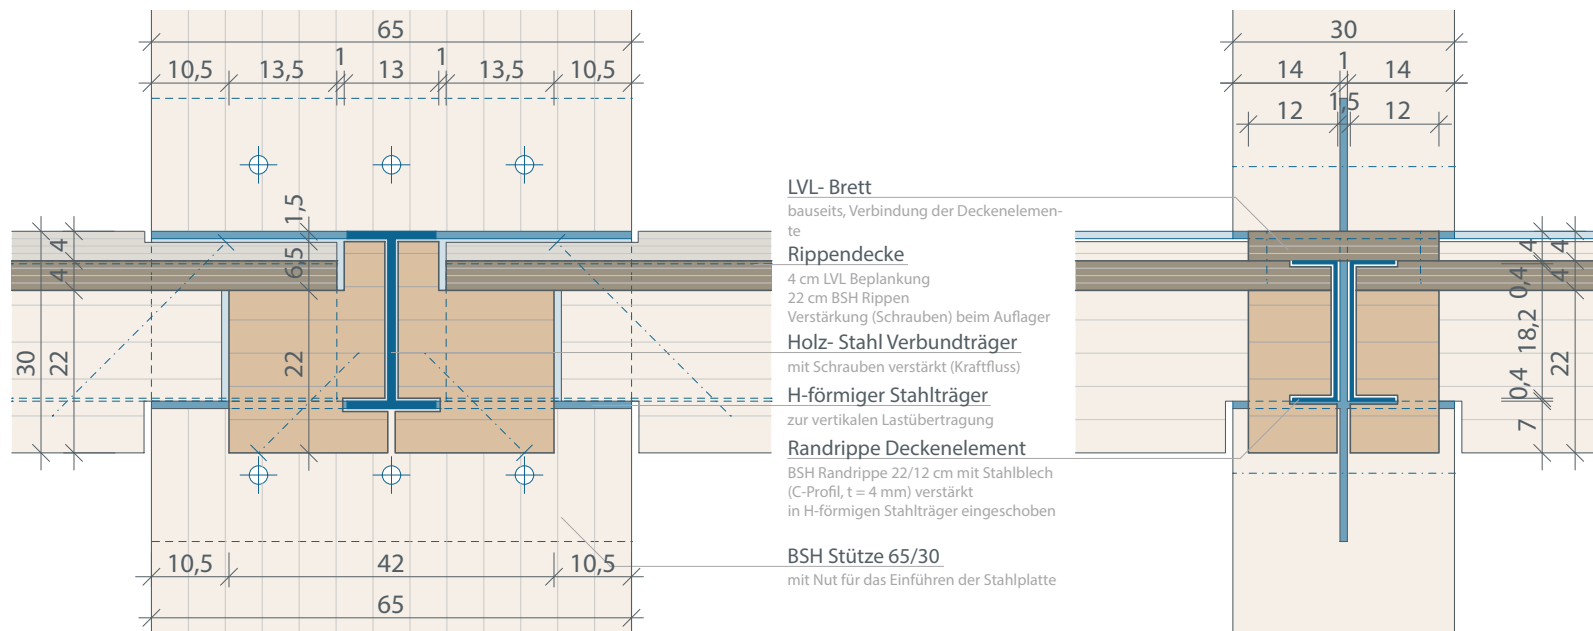 65
10,5 13,5 1 13 1 13,5 10,5
1,5
4
6,5
4
30
22
22
10,5 42 10,5
65
LVL- Brett
bauseits, Verbindung der Deckenelemen-
te
Rippendecke
4 cm LVL Beplankung
22 cm BSH Rippen
Verstärkung (Schrauben) beim Auflager
Holz- Stahl Verbundträger
mit Schrauben verstärkt (Kraftfluss)
H-förmiger Stahlträger
zur vertikalen Lastübertragung
Randrippe Deckenelement
BSH Randrippe 22/12 cm mit Stahlblech
(C-Profil, t = 4 mm) verstärkt
in H-förmigen Stahlträger eingeschoben
BSH Stütze 65/30
mit Nut für das Einführen der Stahlplatte
30
14 1 14
12 1,5 12
4 4
0,4 4
18,2
22
0,4
7